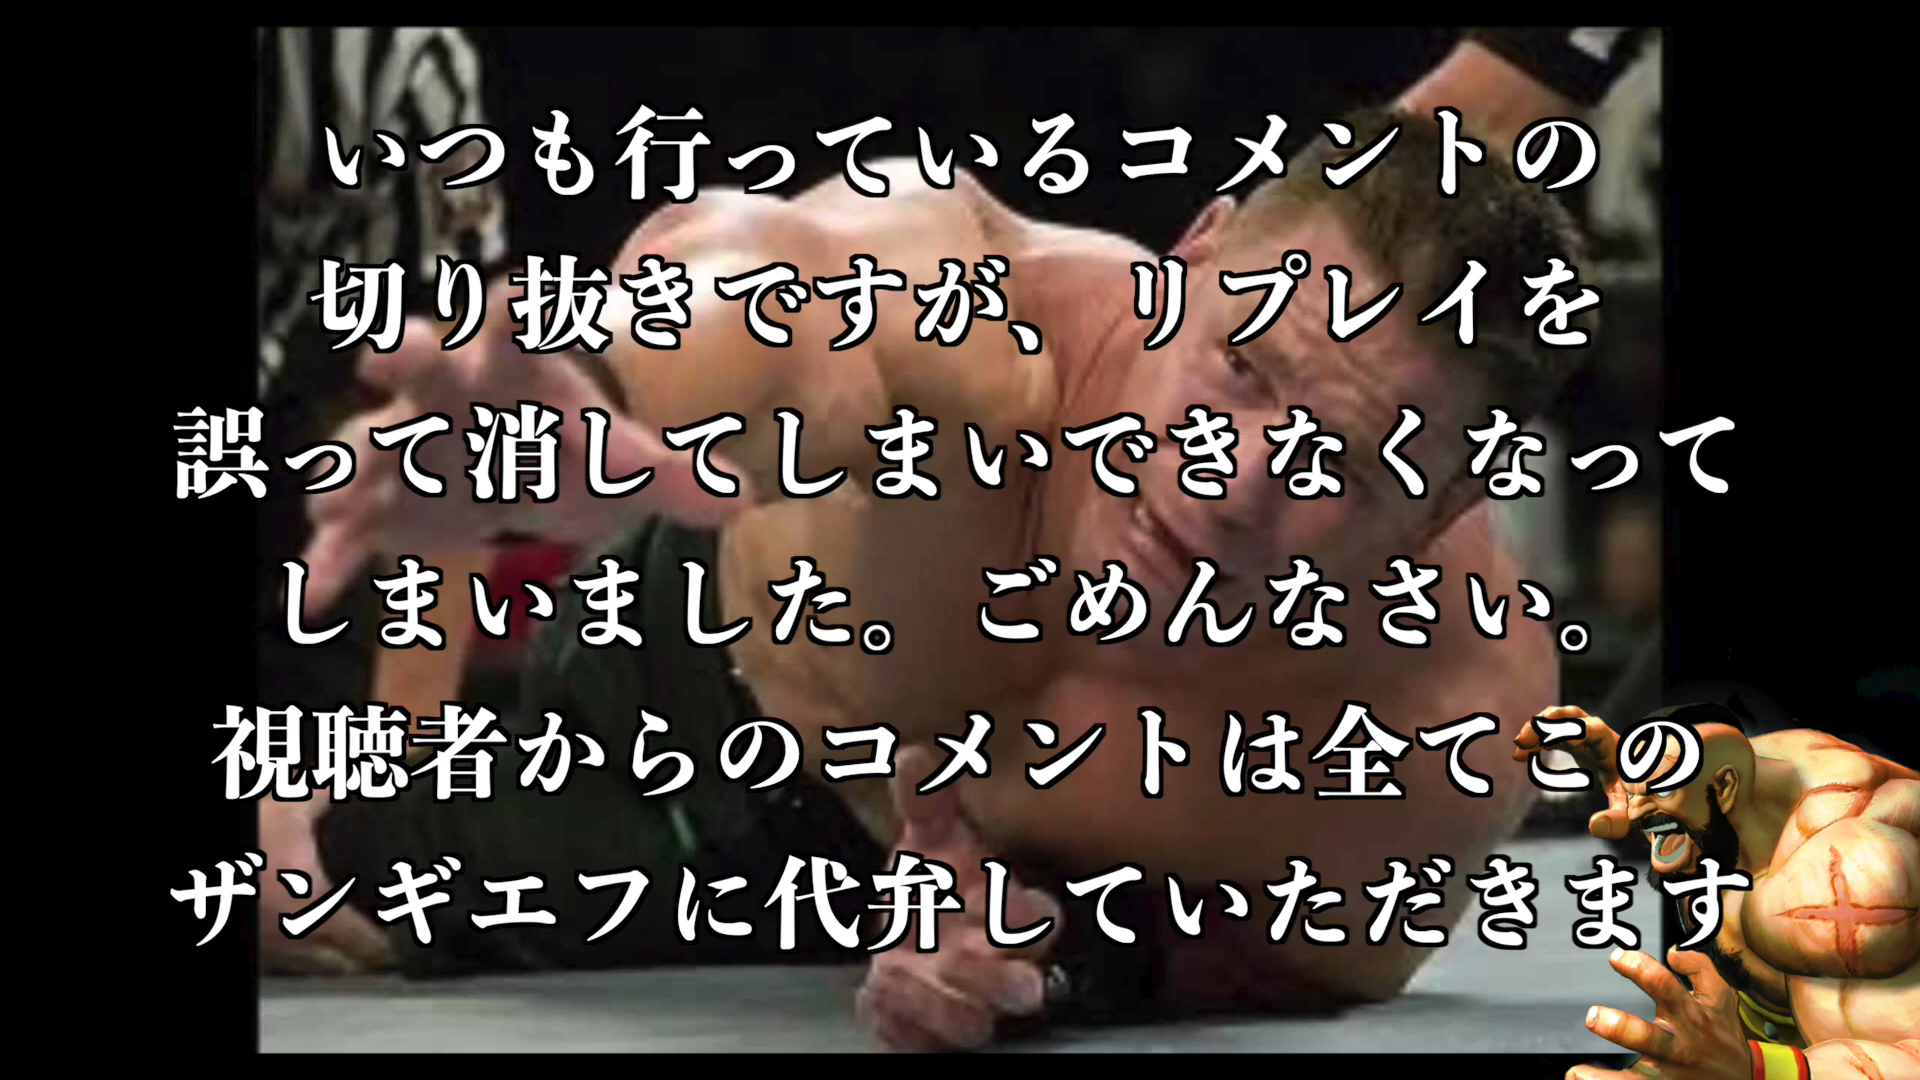 いつも行っているコメントの
切り抜きですが、リプレイを
誤って消してしまいできなくなって
しまいました。ごめんなさい。
視聴者からのコメントは全てこの
ザンギエフに代弁していただきます